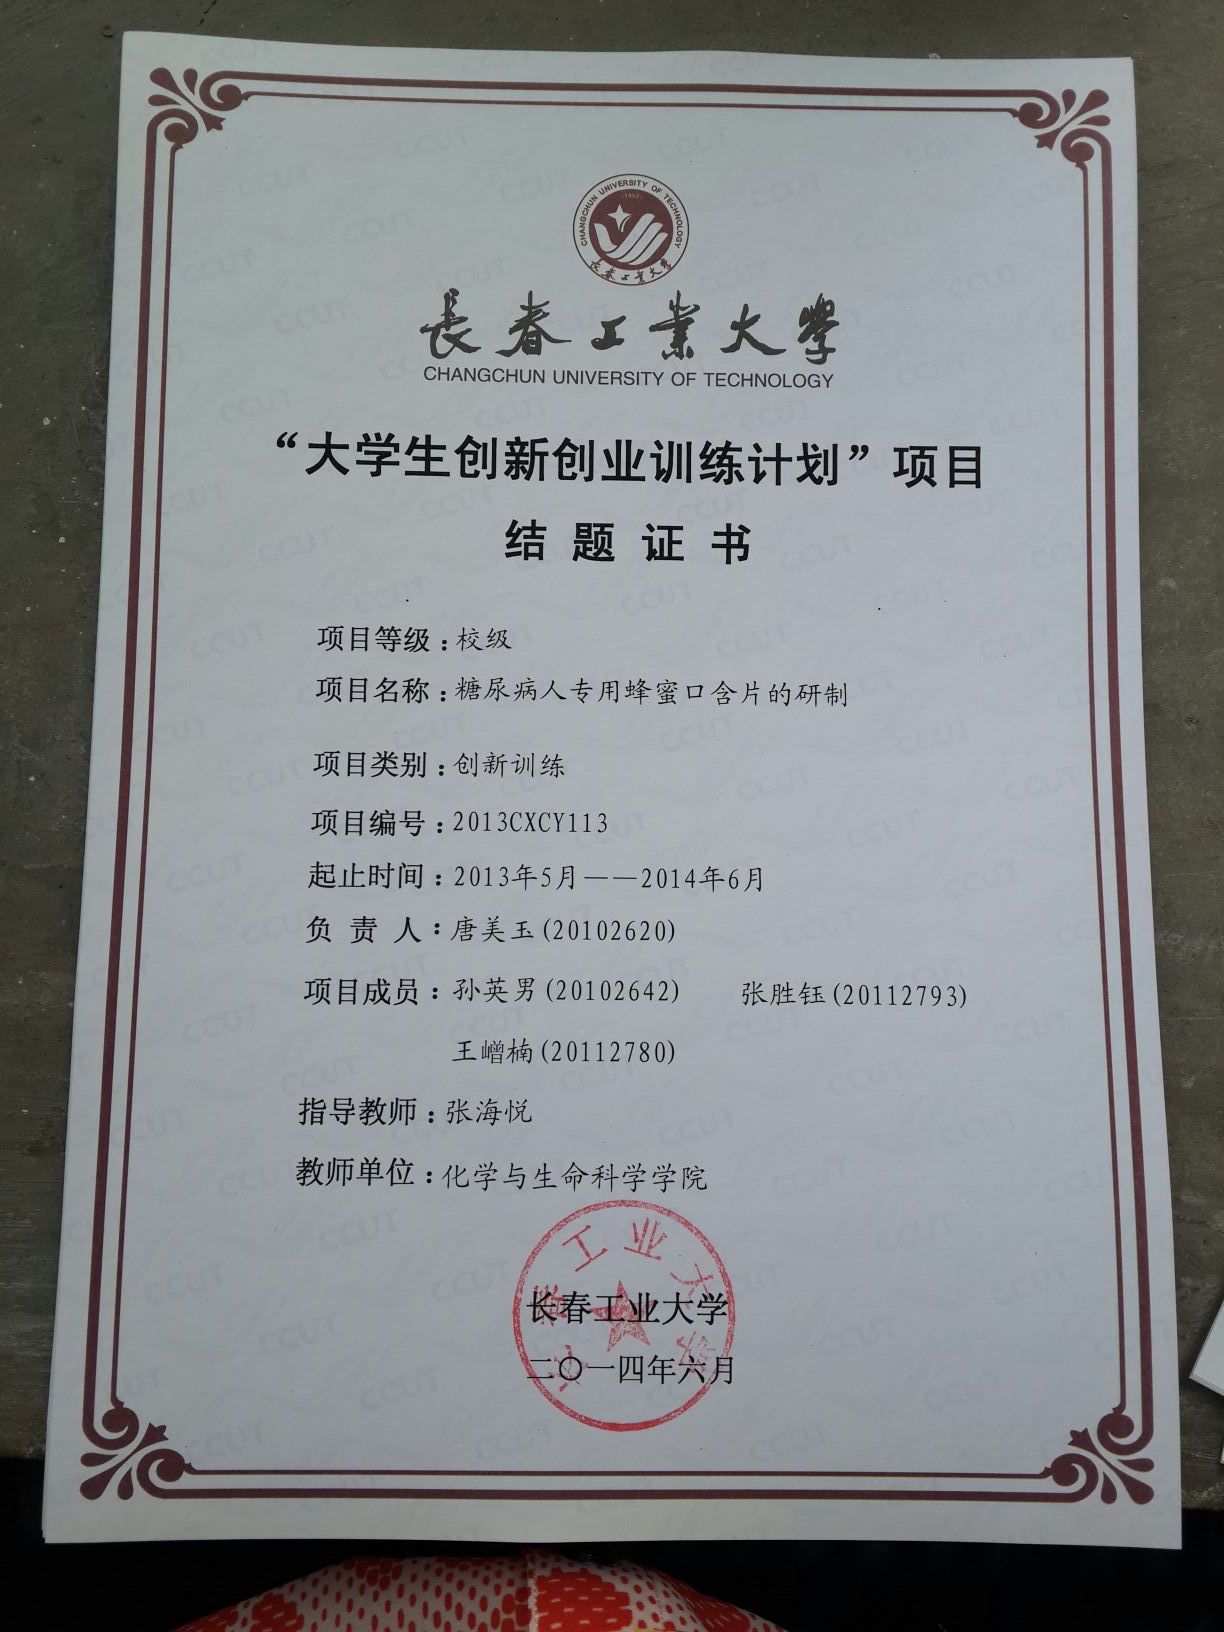 CHANGCHUN UNIVERSITY OF TECHNOLOGY
1952
长春工业大学
長春工業大學
CHANGCHUN UNIVERSITY OF TECHNOLOGY
“大学生创新创业训练计划”项目
结题证书
项目等级：校级
项目名称：糖尿病人专用蜂蜜口含片的研制
项目类别：创新训练
项目编号：2013CXCY113
起止时间：2013年5月——2014年6月
负责人：唐美玉(20102620)
项目成员：孙英男(20102642) 张胜钰(20112793)
王嶒楠(20112780)
指导教师：张海悦
教师单位：化学与生命科学学院
长春工业大学
长春工业大学
二〇一四年六月